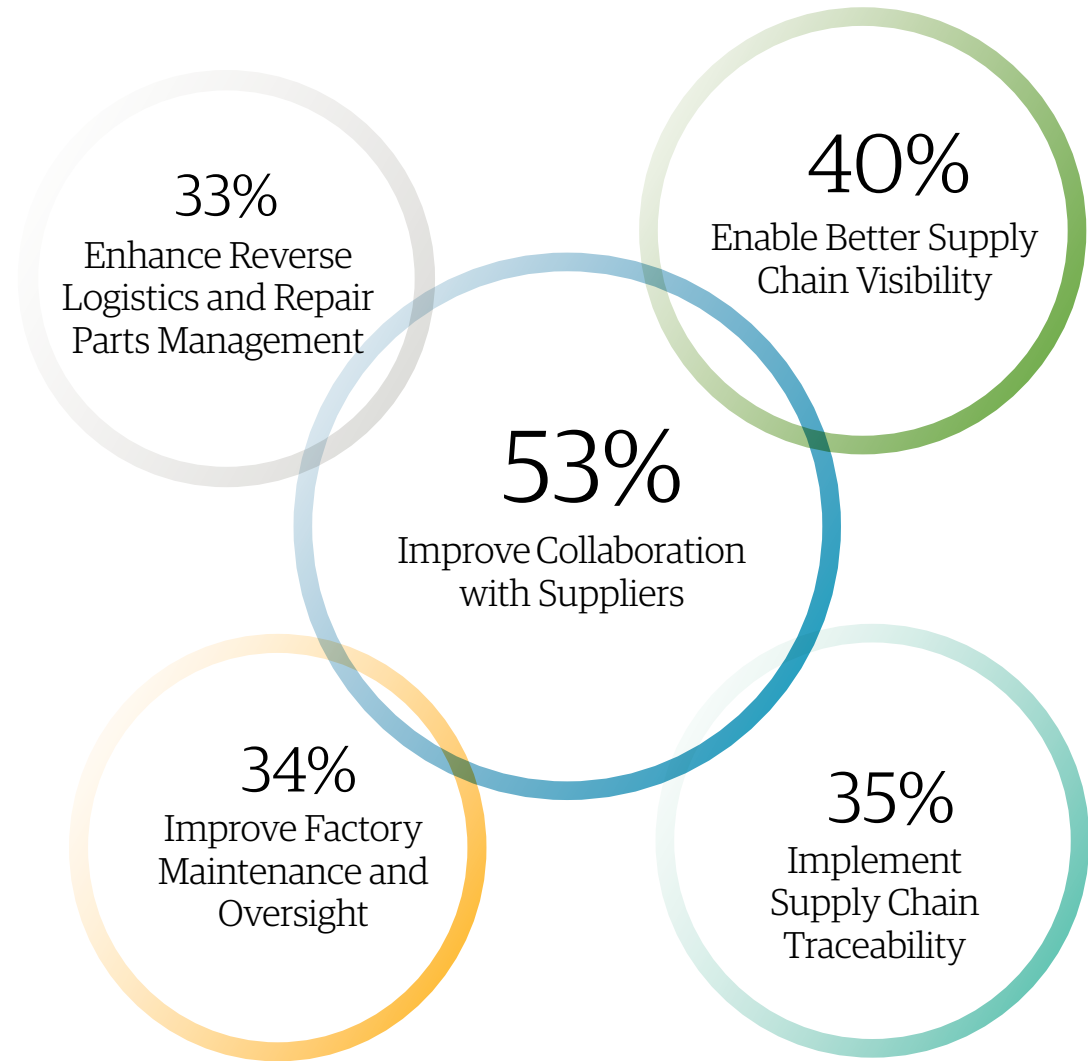 33%
Enhance Reverse
Logistics and Repair
Parts Management
40%
Enable Better Supply
Chain Visibility
53%
Improve Collaboration
with Suppliers
34%
Improve Factory
Maintenance and
Oversight
35%
Implement
Supply Chain
Traceability